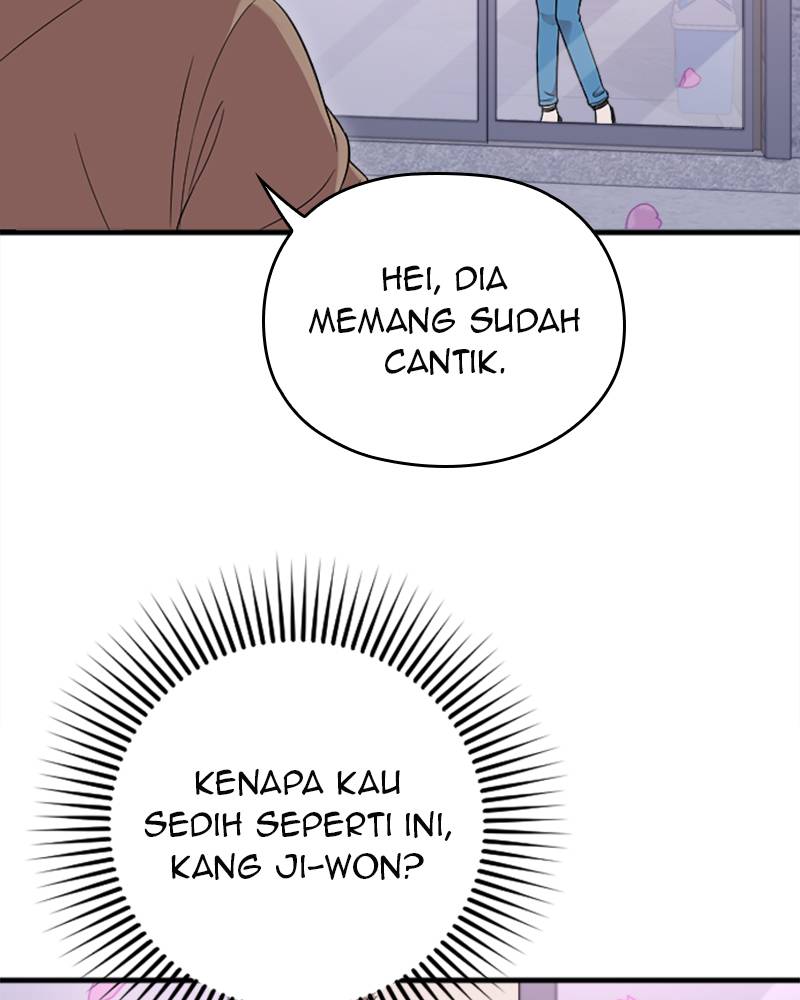 HEI, DIA
MEMANG SUDAH
CANTIK.
KENAPA KAU
SEDIH SEPERTI INI,
KANG JI-WON?